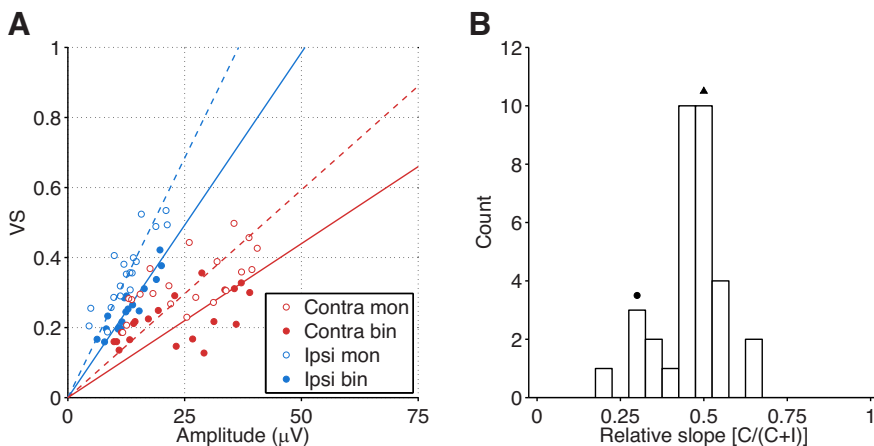 A
VS
1
0.8
0.6
0.4
0.2
0
0 25 50 75
Amplitude (μV)
Contra mon
Contra bin
Ipsi mon
Ipsi bin
B
Count
12
10
8
6
4
2
0
0 0.25 0.5 0.75 1
Relative slope [C/(C+I)]